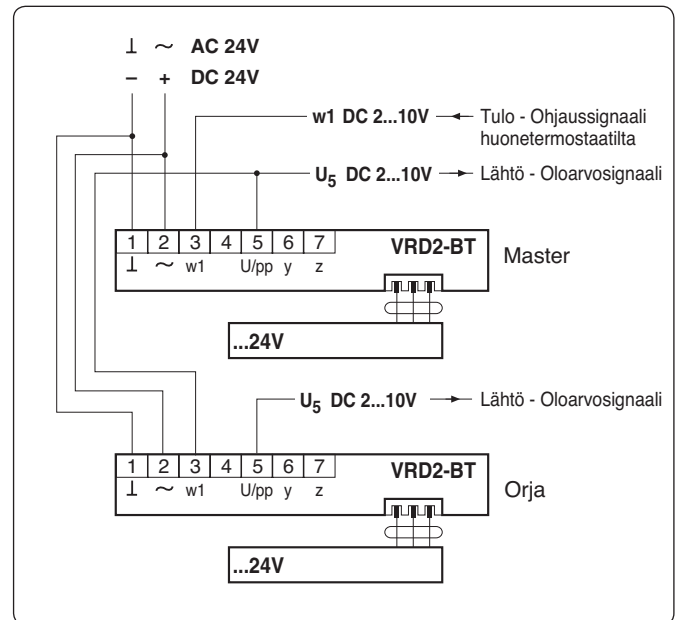 ⊥ ~ AC 24V
– + DC 24V
w1 DC 2...10V Tulo - Ohjaussignaali
huonetermostaatilta
U5 DC 2...10V Lähtö - Oloarvosignaali
1 2 3 4 5 6 7 VRD2-BT Master
⊥ ~ w1 U/pp y z
...24V
U5 DC 2...10V Lähtö - Oloarvosignaali
1 2 3 4 5 6 7 VRD2-BT Orja
⊥ ~ w1 U/pp y z
...24V